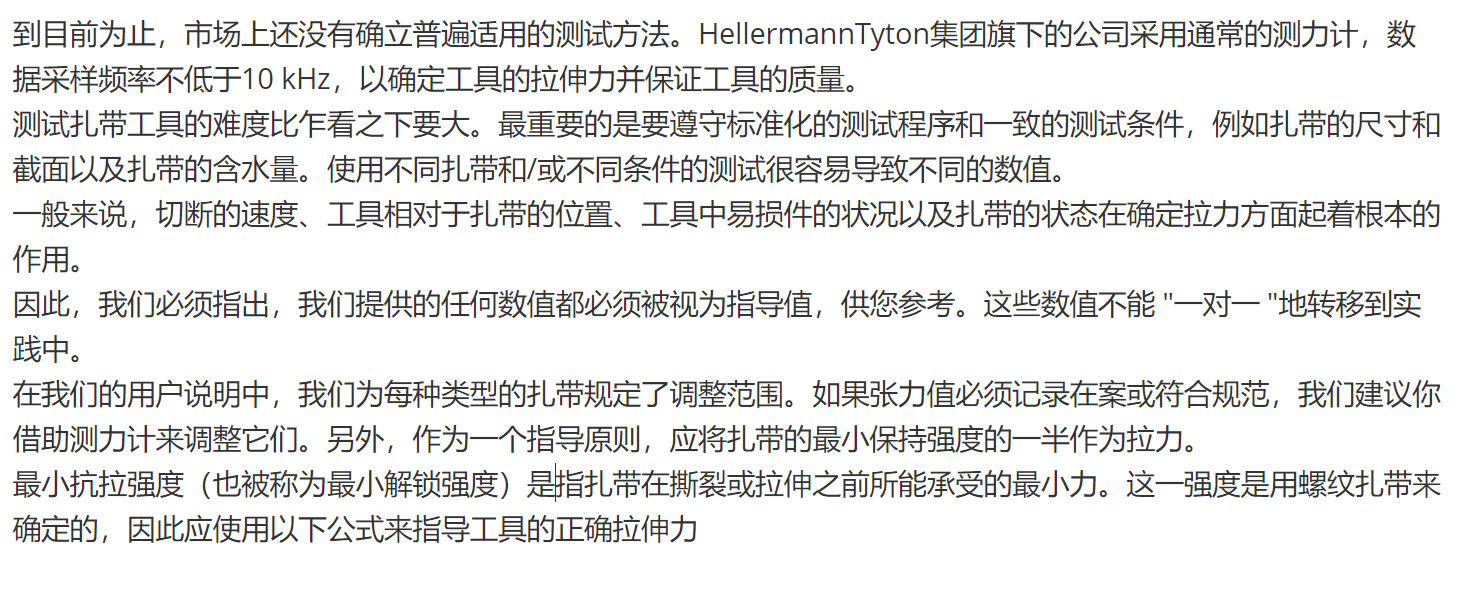 到目前为止，市场上还没有确立普遍适用的测试方法。HellermannTyton集团旗下的公司采用通常的测力计，数
据采样频率不低于10 kHz，以确定工具的拉伸力并保证工具的质量。
测试扎带工具的难度比乍看之下要大。最重要的是要遵守标准化的测试程序和一致的测试条件，例如扎带的尺寸和
截面以及扎带的含水量。使用不同扎带和/或不同条件的测试很容易导致不同的数值。
一般来说，切断的速度、工具相对于扎带的位置、工具中易损件的状况以及扎带的状态在确定拉力方面起着根本的
作用。
因此，我们必须指出，我们提供的任何数值都必须被视为指导值，供您参考。这些数值不能 "一对一 "地转移到实
践中。
在我们的用户说明中，我们为每种类型的扎带规定了调整范围。如果张力值必须记录在案或符合规范，我们建议你
借助测力计来调整它们。另外，作为一个指导原则，应将扎带的最小保持强度的一半作为拉力。
最小抗拉强度（也被称为最小解锁强度）是指扎带在撕裂或拉伸之前所能承受的最小力。这一强度是用螺纹扎带来
确定的，因此应使用以下公式来指导工具的正确拉伸力